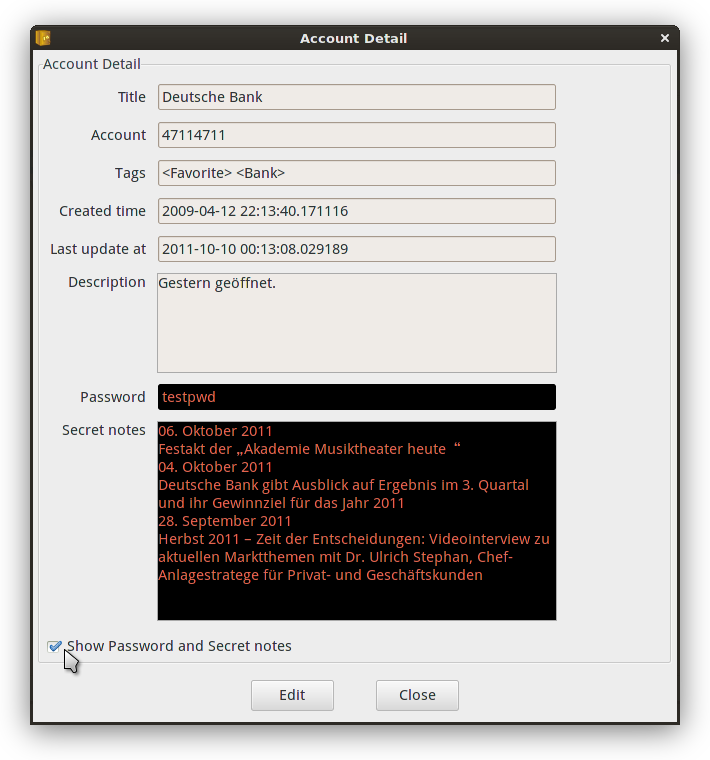 Account Detail
Account Detail
Title Deutsche Bank
Account 47114711
Tags <Favorite> <Bank>
Created time 2009-04-12 22:13:40.171116
Last update at 2011-10-10 00:13:08.029189
Description Gestern geöffnet.
Password testpwd
Secret notes 06. Oktober 2011
Festakt der „Akademie Musiktheater heute “
04. Oktober 2011
Deutsche Bank gibt Ausblick auf Ergebnis im 3. Quartal
und ihr Gewinnziel für das Jahr 2011
28. September 2011
Herbst 2011 – Zeit der Entscheidungen: Videointerview zu
aktuellen Marktthemen mit Dr. Ulrich Stephan, Chef-
Anlagestratege für Privat- und Geschäftskunden
Show Password and Secret notes
Edit Close